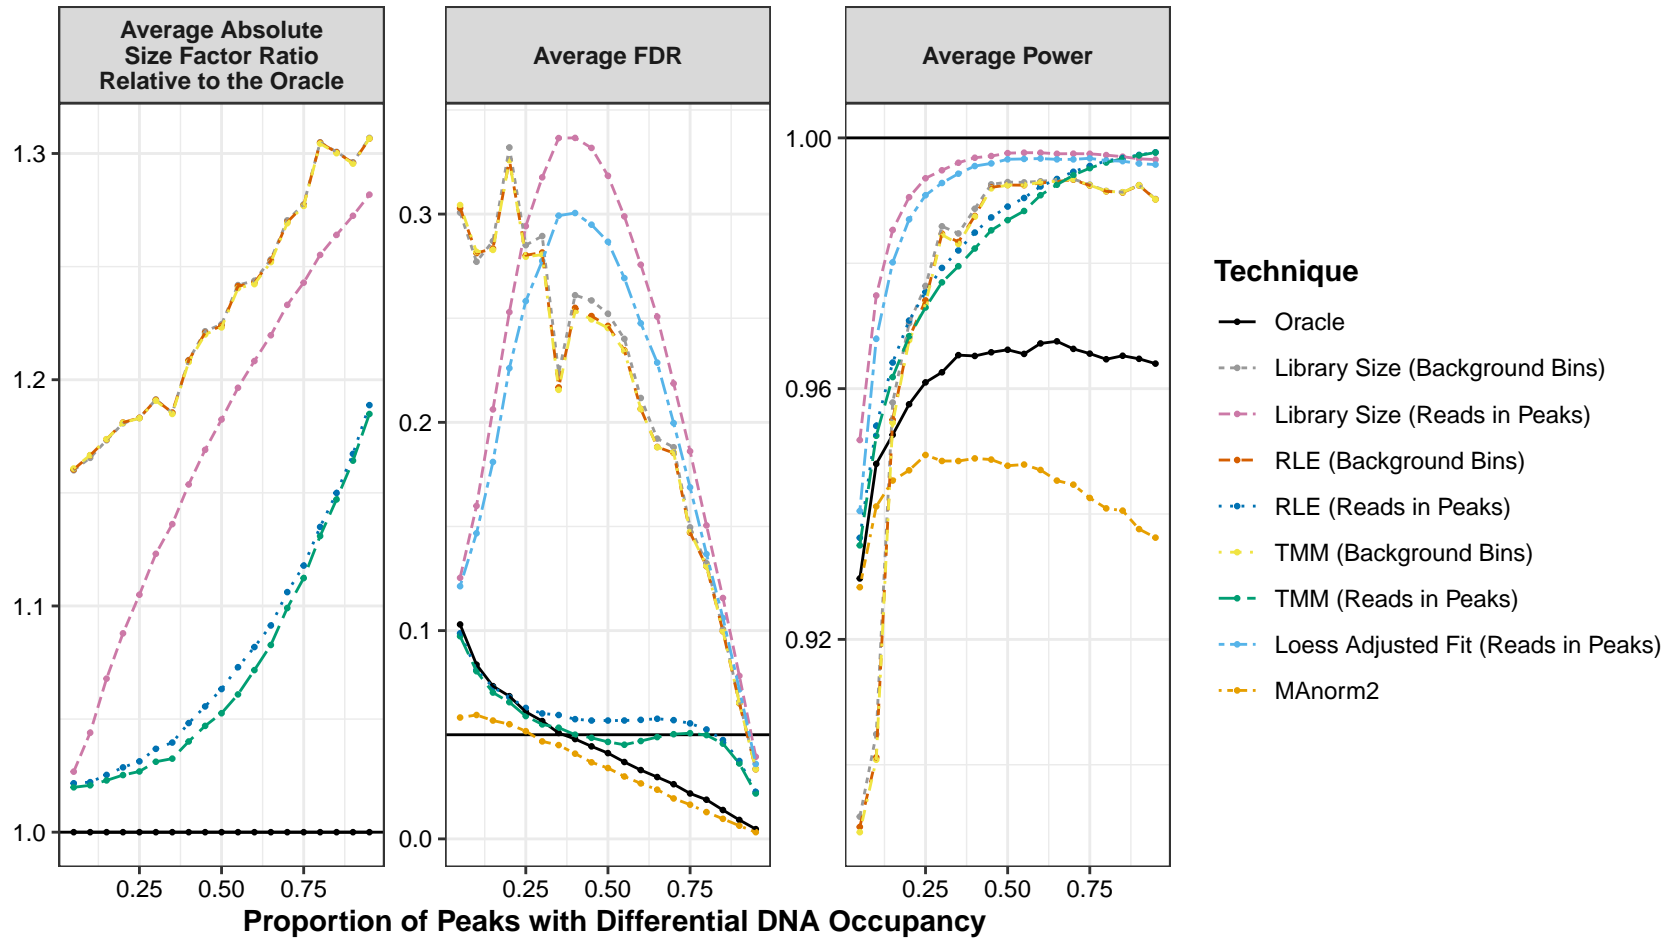 Average Absolute
Size Factor Ratio
Relative to the Oracle
Average FDR
Average Power
1.3
1.2
1.1
1.0
0.3
0.2
0.1
0.0
1.00
0.96
0.92
0.25 0.50 0.75
0.25 0.50 0.75
0.25 0.50 0.75
Proportion of Peaks with Differential DNA Occupancy
Technique
Oracle
Library Size (Background Bins)
Library Size (Reads in Peaks)
RLE (Background Bins)
RLE (Reads in Peaks)
TMM (Background Bins)
TMM (Reads in Peaks)
Loess Adjusted Fit (Reads in Peaks)
MAnorm2